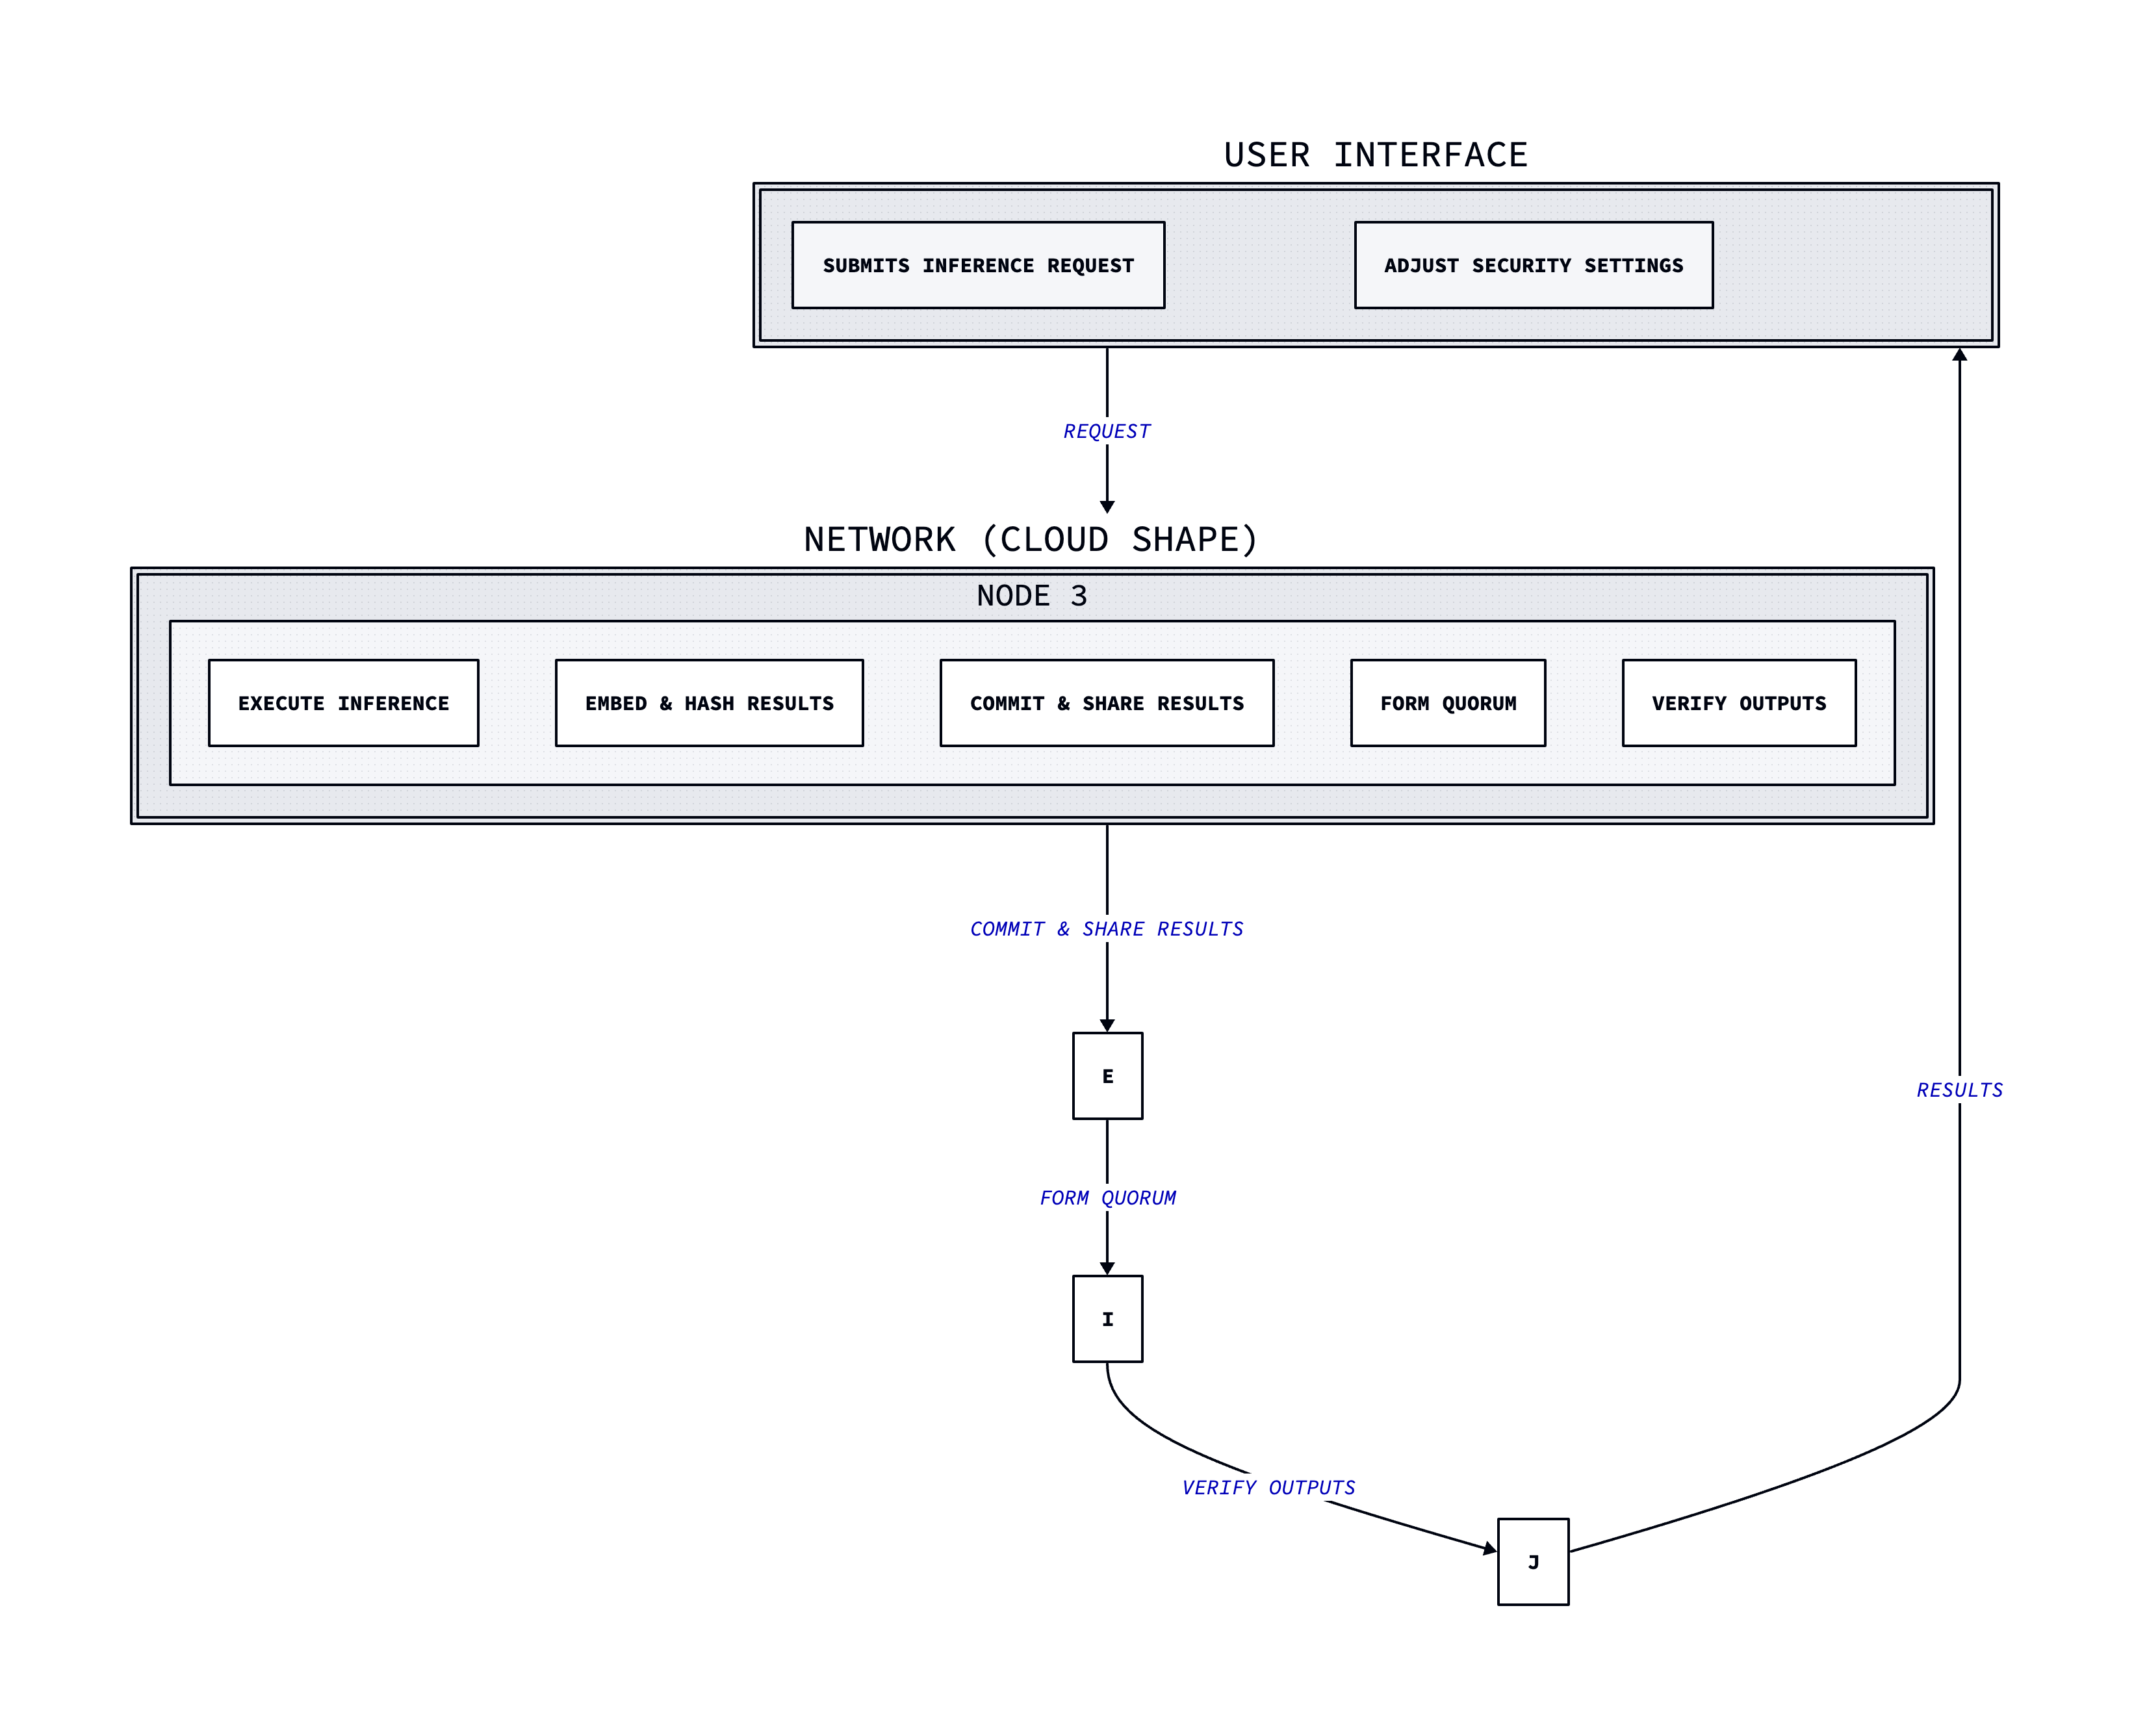 USER INTERFACE
SUBMITS INFERENCE REQUEST
ADJUST SECURITY SETTINGS
REQUEST
NETWORK (CLOUD SHAPE)
NODE 3
EXECUTE INFERENCE
EMBED & HASH RESULTS
COMMIT & SHARE RESULTS
FORM QUORUM
VERIFY OUTPUTS
COMMIT & SHARE RESULTS
E
RESULTS
FORM QUORUM
I
VERIFY OUTPUTS
J